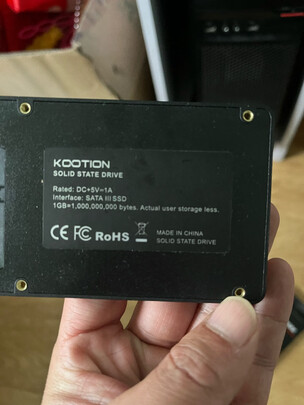 KOOTION
SOLID STATE DRIVE
Rated: DC+5V⎓1A
Interface: SATA III SSD
1GB=1,000,000,000 bytes. Actual user storage less.
CE FC RoHS
MADE IN CHINA
SOLID STATE DRIVE